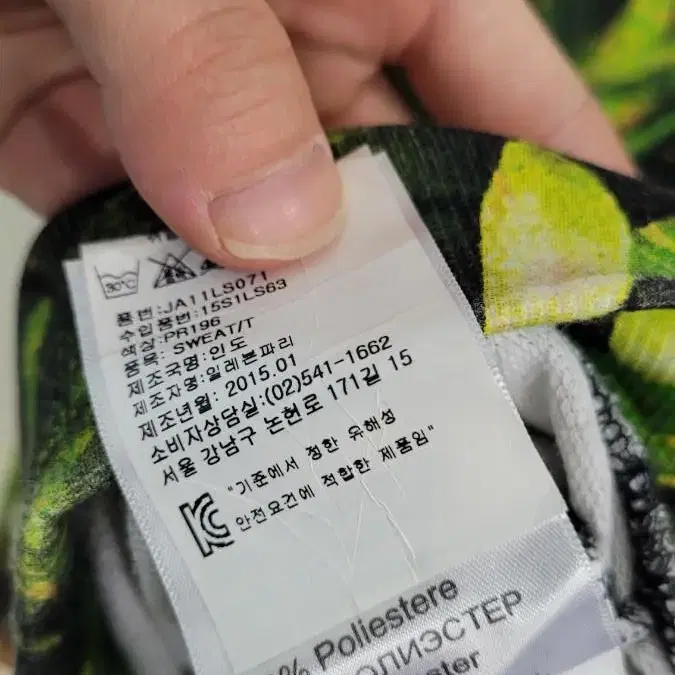 30°C
품번:JA11LS071
수입품번:15S1LS63
색상:PR196
품목: SWEAT/T
제조국명:인도
제조자명:일레븐파리
제조년월: 2015.01
소비자상담실:(02)541-1662
서울 강남구 논현로 171길 15
"기준에서 정한 유해성
안전요건에 적합한 제품임"
% Poliestere
ОЛИЭСТЕР
ster